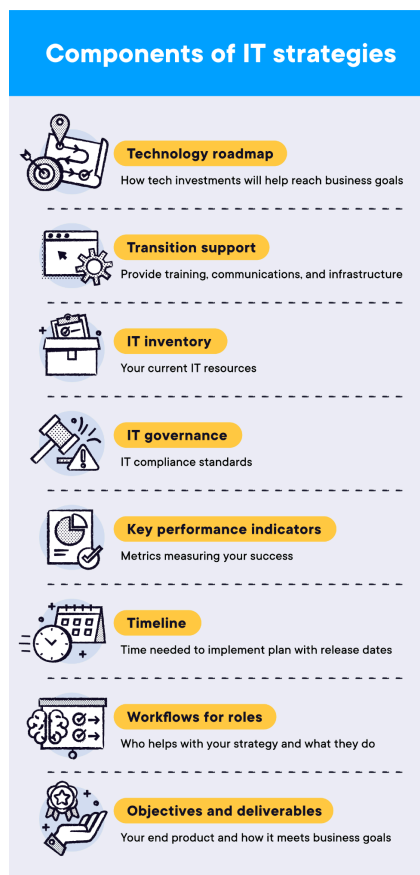 Components of IT strategies
Technology roadmap
How tech investments will help reach business goals
Transition support
Provide training, communications, and infrastructure
IT inventory
Your current IT resources
IT governance
IT compliance standards
Key performance indicators
Metrics measuring your success
Timeline
Time needed to implement plan with release dates
Workflows for roles
Who helps with your strategy and what they do
Objectives and deliverables
Your end product and how it meets business goals